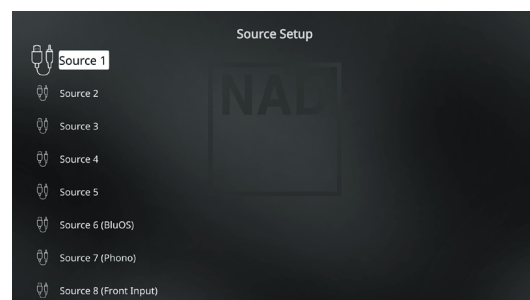 Source Setup
Source 1
NAD
Source 2
Source 3
Source 4
Source 5
Source 6 (BluOS)
Source 7 (Phono)
Source 8 (Front Input)